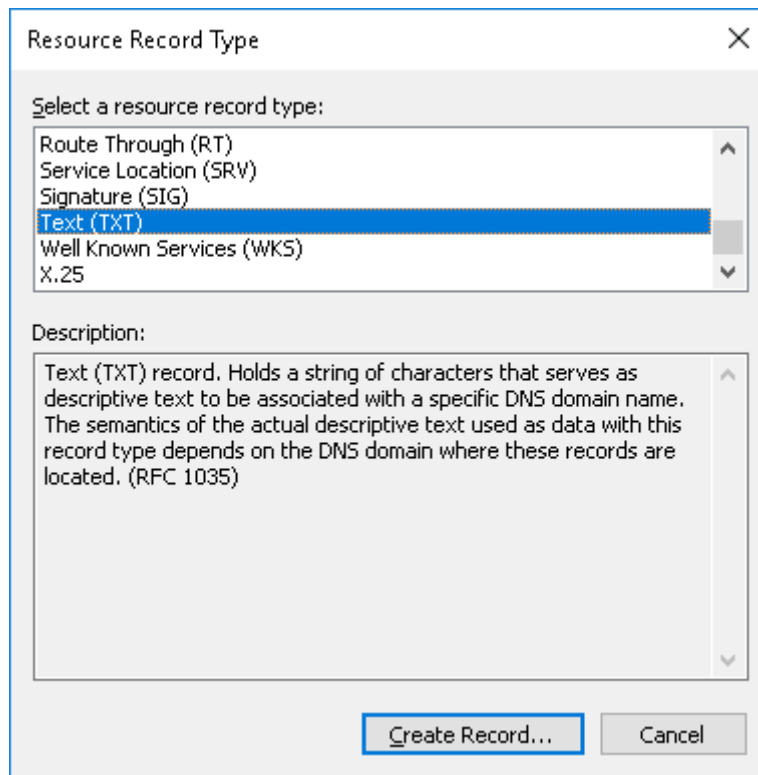 Resource Record Type
Select a resource record type:
Route Through (RT)
Service Location (SRV)
Signature (SIG)
Text (TXT)
Well Known Services (WKS)
X.25
Description:
Text (TXT) record. Holds a string of characters that serves as
descriptive text to be associated with a specific DNS domain name.
The semantics of the actual descriptive text used as data with this
record type depends on the DNS domain where these records are
located. (RFC 1035)
Create Record... Cancel